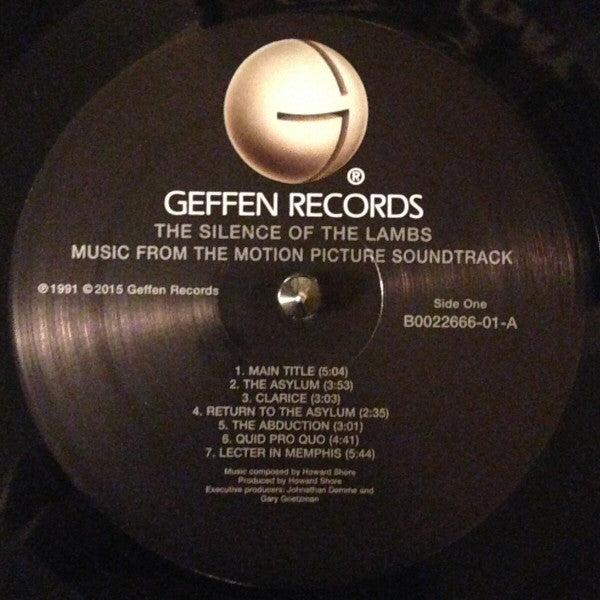 ®
GEFFEN RECORDS
THE SILENCE OF THE LAMBS
MUSIC FROM THE MOTION PICTURE SOUNDTRACK
℗1991 ©2015 Geffen Records
Side One
B0022666-01-A
1. MAIN TITLE (5:04)
2. THE ASYLUM (3:53)
3. CLARICE (3:03)
4. RETURN TO THE ASYLUM (2:35)
5. THE ABDUCTION (3:01)
6. QUID PRO QUO (4:41)
7. LECTER IN MEMPHIS (5:44)
Music composed by Howard Shore
Produced by Howard Shore
Executive producers: Johnathan Demme and
Gary Goetzman